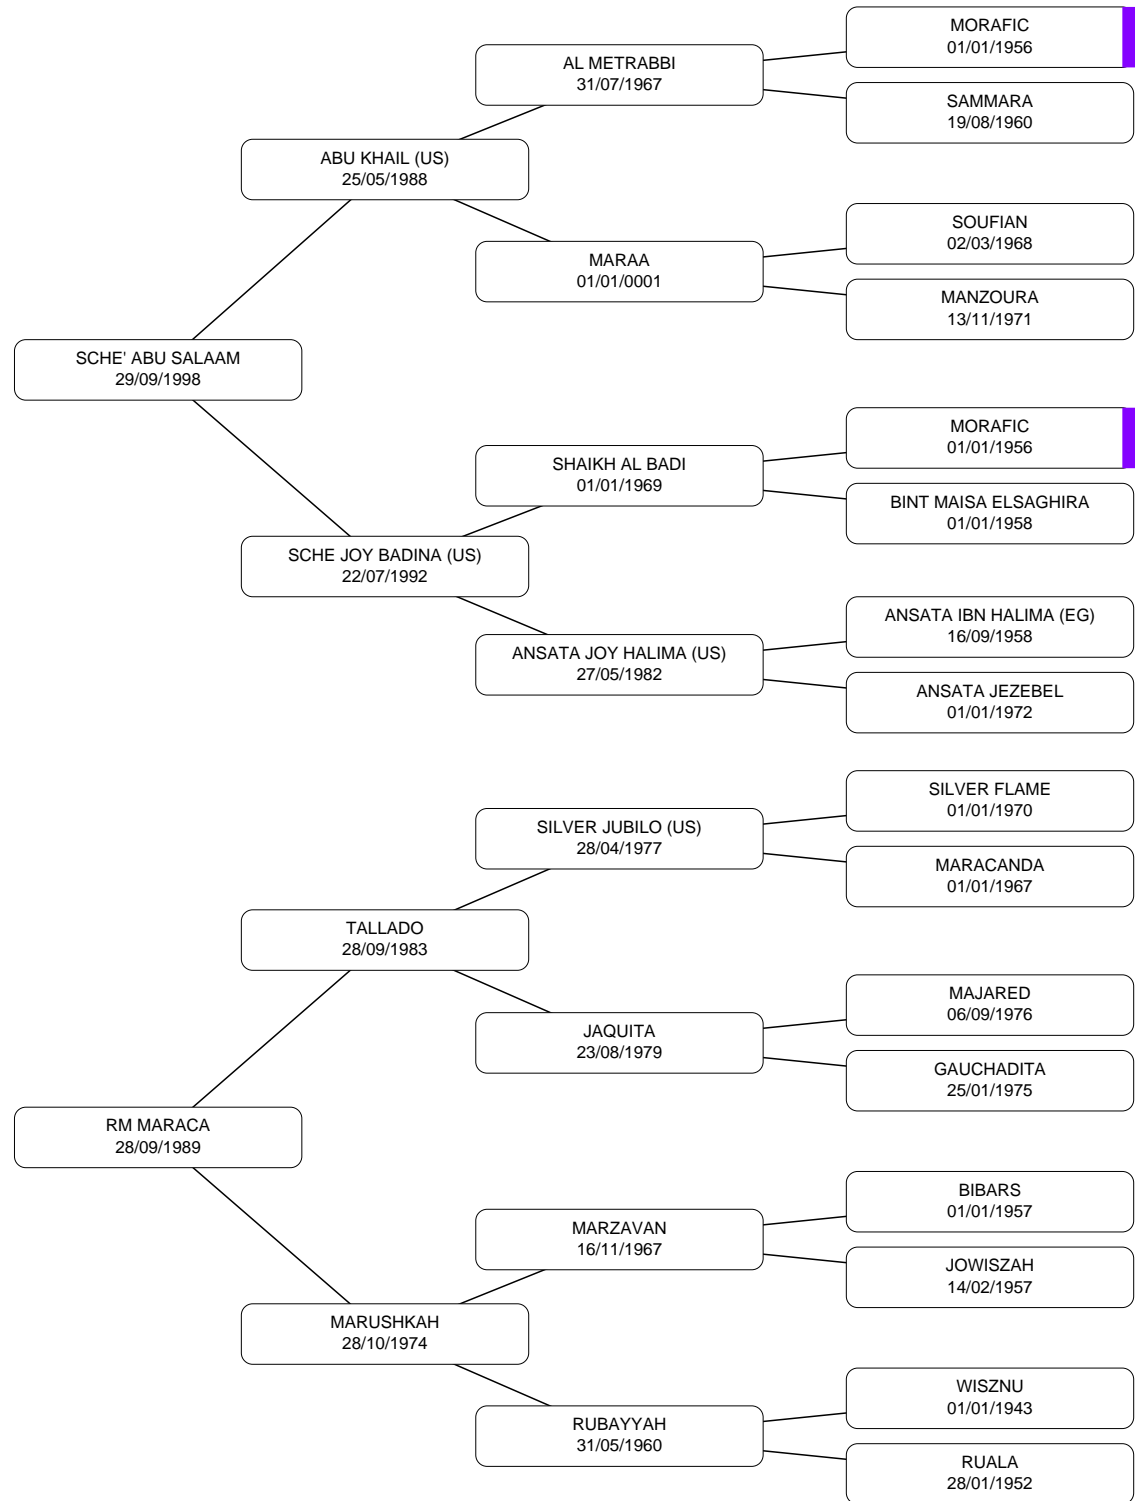 MORAFIC
01/01/1956
AL METRABBI
31/07/1967
SAMMARA
19/08/1960
ABU KHAIL (US)
25/05/1988
SOUFIAN
02/03/1968
MARAA
01/01/0001
MANZOURA
13/11/1971
SCHE' ABU SALAAM
29/09/1998
MORAFIC
01/01/1956
SHAIKH AL BADI
01/01/1969
BINT MAISA ELSAGHIRA
01/01/1958
SCHE JOY BADINA (US)
22/07/1992
ANSATA IBN HALIMA (EG)
16/09/1958
ANSATA JOY HALIMA (US)
27/05/1982
ANSATA JEZEBEL
01/01/1972
SILVER FLAME
01/01/1970
SILVER JUBILO (US)
28/04/1977
MARACANDA
01/01/1967
TALLADO
28/09/1983
MAJARED
06/09/1976
JAQUITA
23/08/1979
GAUCHADITA
25/01/1975
RM MARACA
28/09/1989
BIBARS
01/01/1957
MARZAVAN
16/11/1967
JOWISZAH
14/02/1957
MARUSHKAH
28/10/1974
WISZNU
01/01/1943
RUBAYYAH
31/05/1960
RUALA
28/01/1952